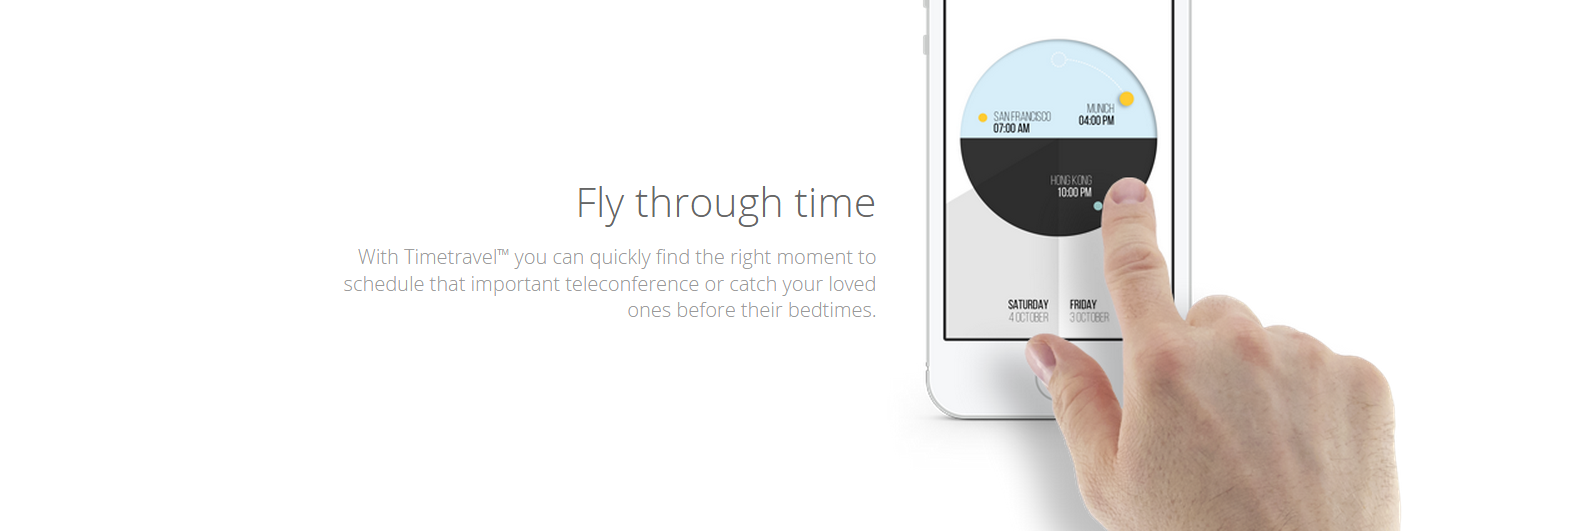 Fly through time
With Timetravel™ you can quickly find the right moment to
schedule that important teleconference or catch your loved
ones before their bedtimes.
SAN FRANCISCO
07:00 AM
MUNICH
04:00 PM
HONG KONG
10:00 PM
SATURDAY
4 OCTOBER
FRIDAY
3 OCTOBER